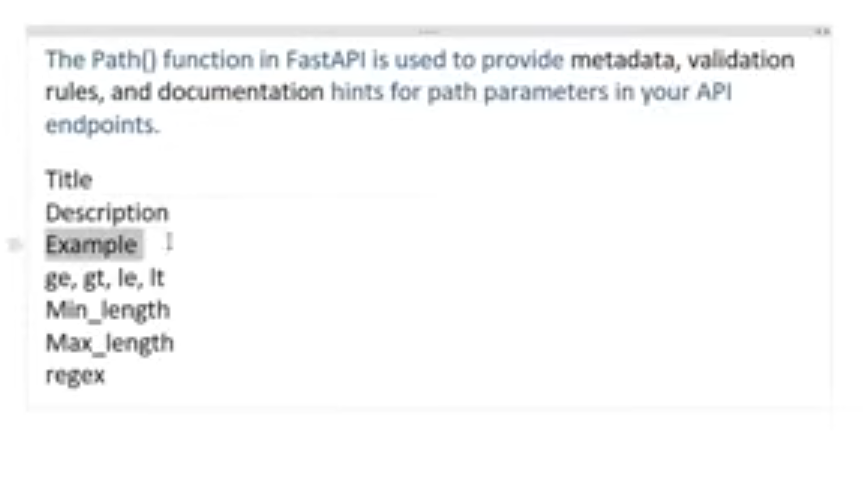 The Path() function in FastAPI is used to provide metadata, validation
rules, and documentation hints for path parameters in your API
endpoints.
Title
Description
Example
ge, gt, le, lt
Min_length
Max_length
regex